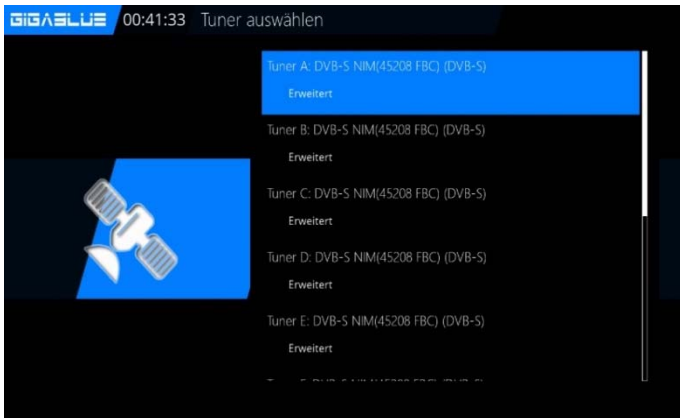 GIGABLUE 00:41:33 Tuner auswählen
Tuner A: DVB-S NIM(45208 FBC) (DVB-S)
Erweitert
Tuner B: DVB-S NIM(45208 FBC) (DVB-S)
Erweitert
Tuner C: DVB-S NIM(45208 FBC) (DVB-S)
Erweitert
Tuner D: DVB-S NIM(45208 FBC) (DVB-S)
Erweitert
Tuner E: DVB-S NIM(45208 FBC) (DVB-S)
Erweitert